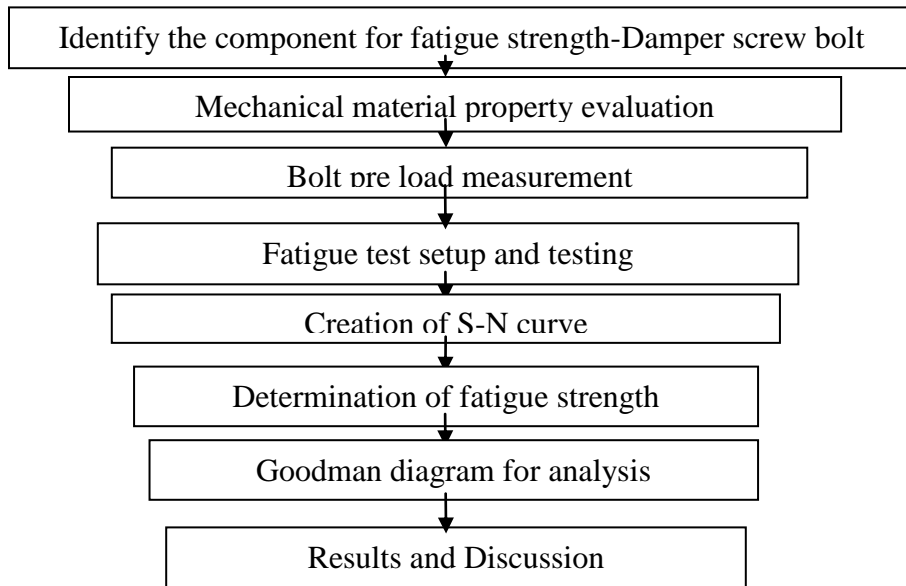 Identify the component for fatigue strength-Damper screw bolt
Mechanical material property evaluation
Bolt pre load measurement
Fatigue test setup and testing
Creation of S-N curve
Determination of fatigue strength
Goodman diagram for analysis
Results and Discussion